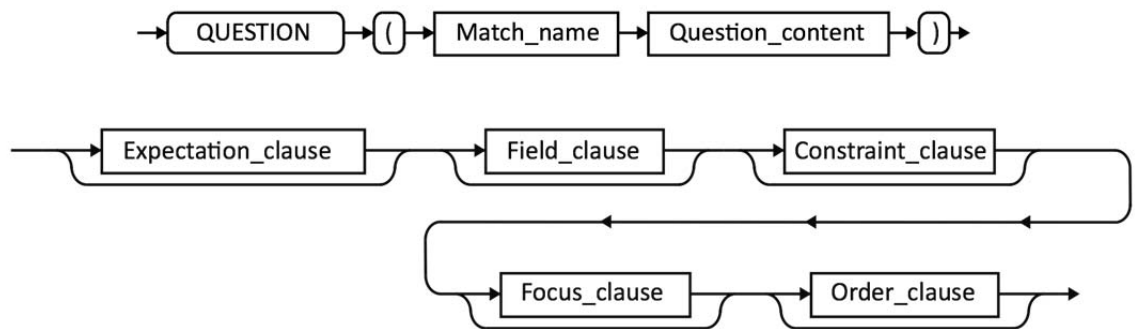 QUESTION ( Match_name Question_content )
Expectation_clause Field_clause Constraint_clause
Focus_clause Order_clause